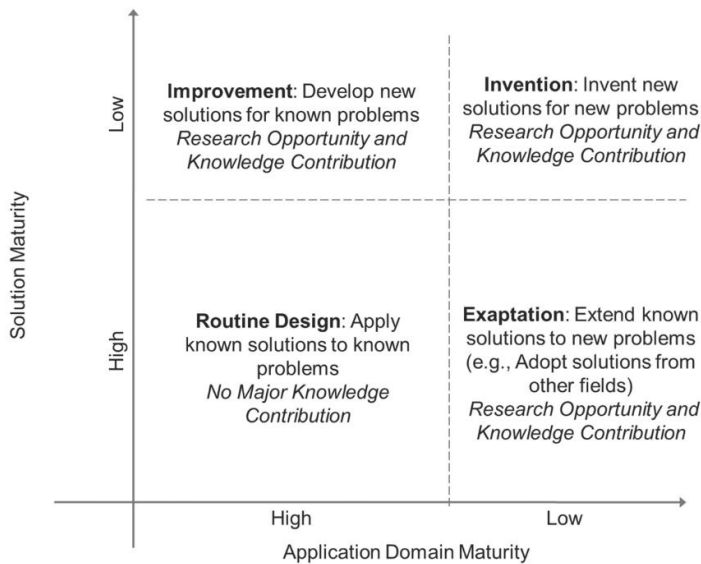 Improvement: Develop new
solutions for known problems
Research Opportunity and
Knowledge Contribution
Invention: Invent new
solutions for new problems
Research Opportunity and
Knowledge Contribution
Low
Solution Maturity
High
Routine Design: Apply
known solutions to known
problems
No Major Knowledge
Contribution
Exaptation: Extend known
solutions to new problems
(e.g., Adopt solutions from
other fields)
Research Opportunity and
Knowledge Contribution
High
Low
Application Domain Maturity